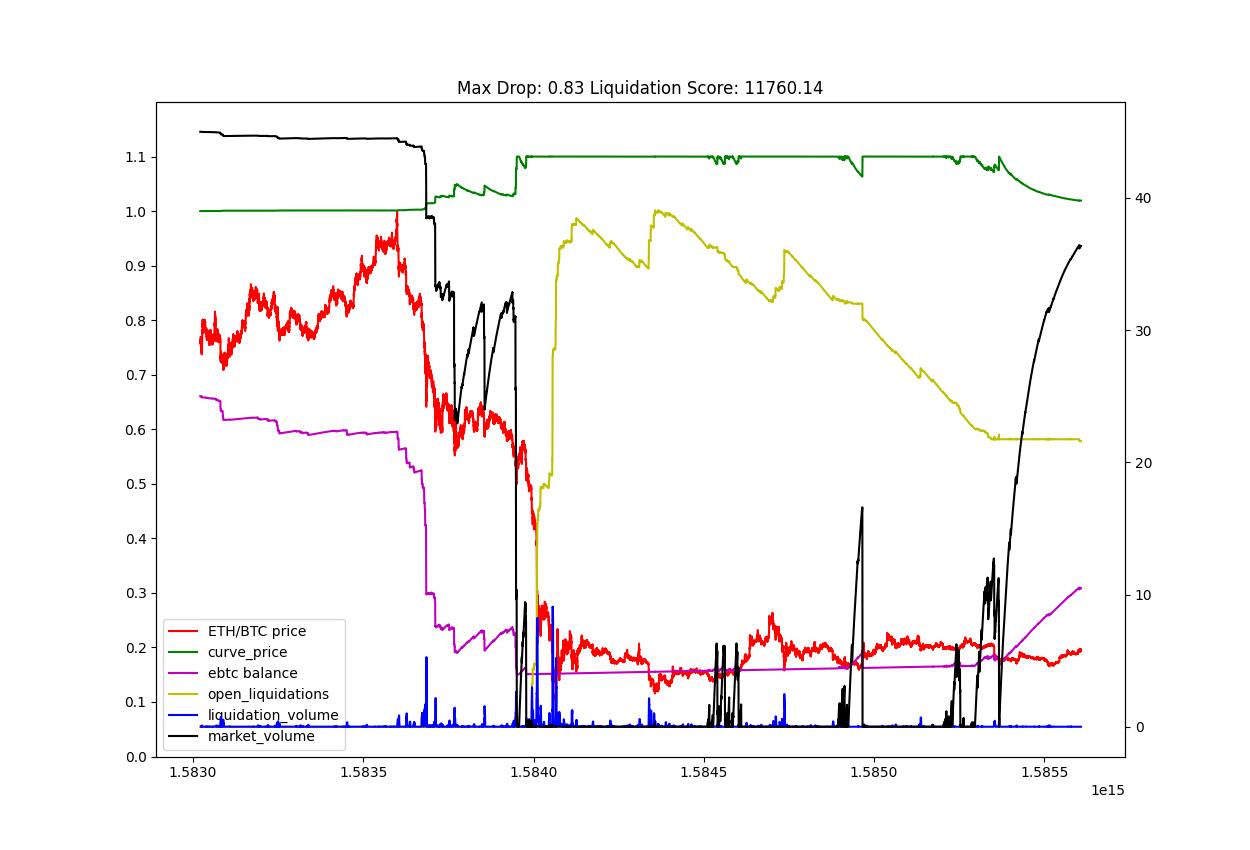 Max Drop: 0.83 Liquidation Score: 11760.14
1.1
1.0
0.9
0.8
0.7
0.6
0.5
0.4
0.3
0.2
0.1
0.0
40
30
20
10
0
ETH/BTC price
curve_price
ebtc balance
open_liquidations
liquidation_volume
market_volume
1.5830 1.5835 1.5840 1.5845 1.5850 1.5855
1e15